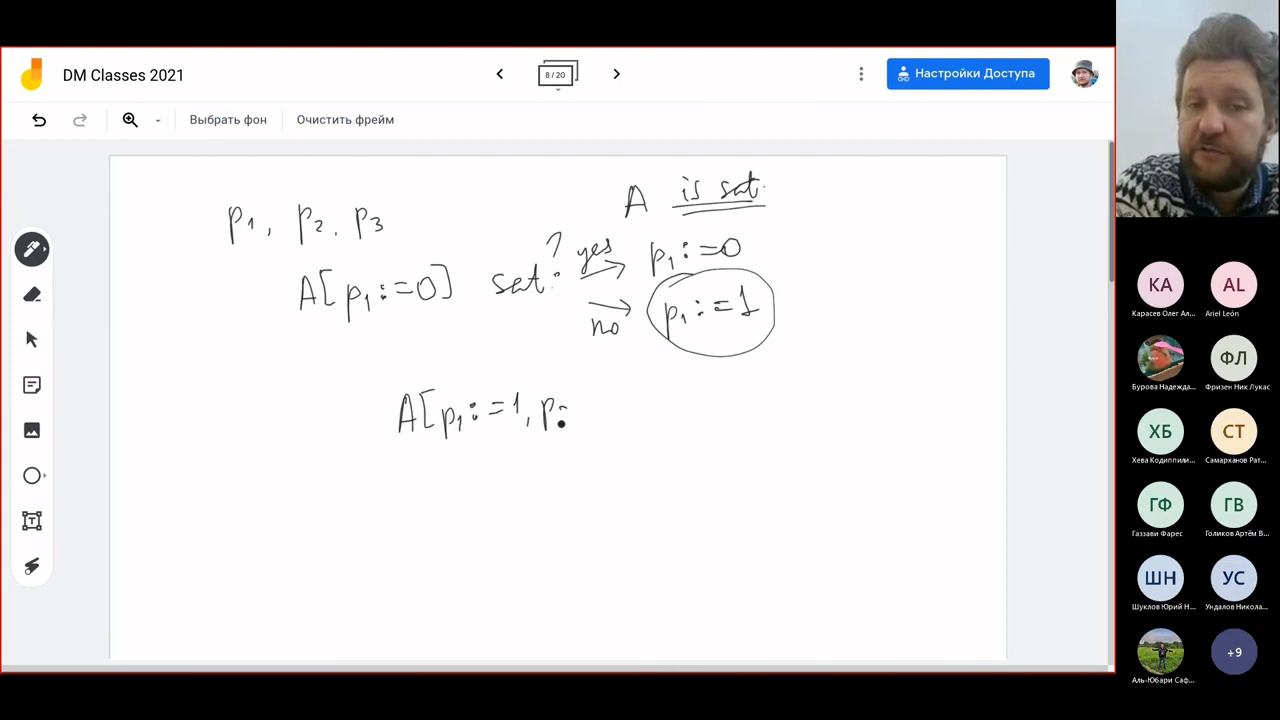 DM Classes 2021
8 / 20
Настройки Доступа
Выбрать фон
Очистить фрейм
p1, p2, p3
A is sat.
A[p1:=0] sat? yes p1:=0
no p1:=1
A[p1:=1, p
КА
AL
Карасев Олег Ал...
Ariel León
ФЛ
Бурова Надежда...
Фризен Ник Лукас
ХБ
СТ
Хева Кодиппили...
Самарханов Рат...
ГФ
ГВ
Газзави Фарес
Голиков Артём В...
ШН
УС
Шуклов Юрий Н...
Ундалов Никола...
+9
Аль-Юбари Саф...